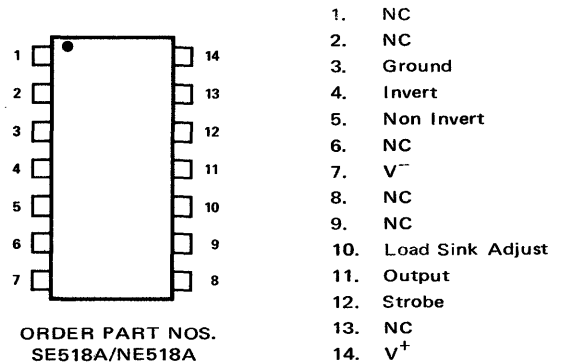 1 14
2 13
3 12
4 11
5 10
6 9
7 8
ORDER PART NOS.
SE518A/NE518A
1. NC
2. NC
3. Ground
4. Invert
5. Non Invert
6. NC
7. V⁻
8. NC
9. NC
10. Load Sink Adjust
11. Output
12. Strobe
13. NC
14. V⁺